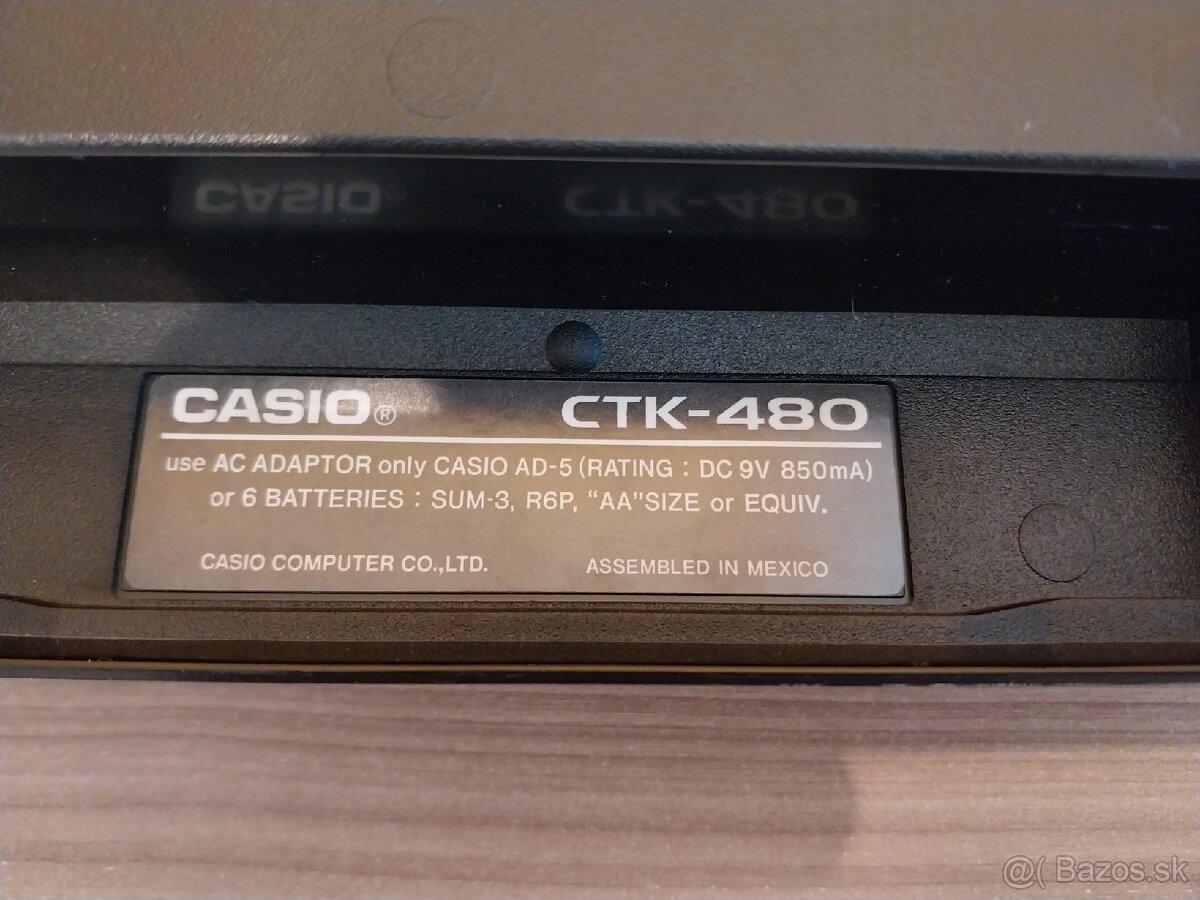 CASIO® CTK-480
CASIO® CTK-480
use AC ADAPTOR only CASIO AD-5 (RATING : DC 9V 850mA)
or 6 BATTERIES : SUM-3, R6P, “AA”SIZE or EQUIV.
CASIO COMPUTER CO.,LTD. ASSEMBLED IN MEXICO
@( Bazos.sk